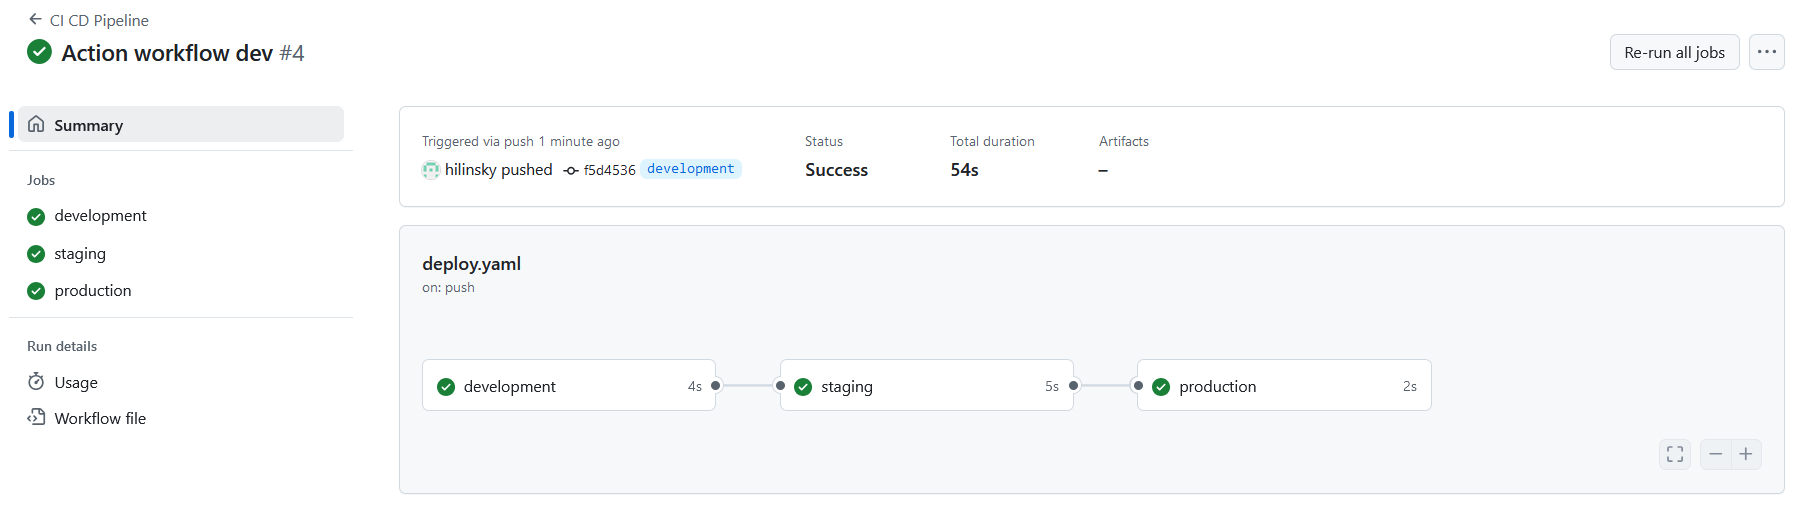 CI CD Pipeline
Action workflow dev #4
Re-run all jobs
Summary
Jobs
development
staging
production
Run details
Usage
Workflow file
Triggered via push 1 minute ago
hilinsky pushed f5d4536 development
Status
Success
Total duration
54s
Artifacts
–
deploy.yaml
on: push
development 4s
staging 5s
production 2s